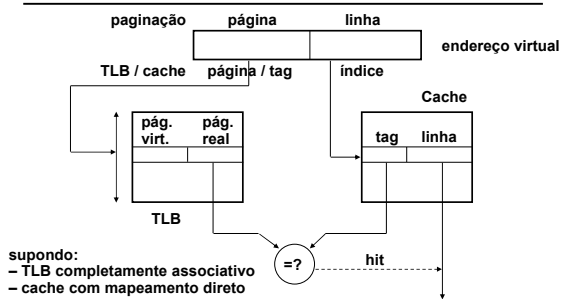 paginação página linha
endereço virtual
TLB / cache página / tag índice
Cache
pág. pág.
virt. real
tag linha
TLB
=? hit
supondo:
– TLB completamente associativo
– cache com mapeamento direto